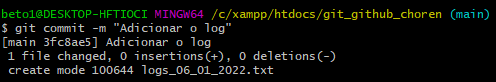 beto1@DESKTOP-HFTIOCI MINGW64 /c/xampp/htdocs/git_github_choren (main)
$ git commit -m "Adicionar o log"
[main 3fc8ae5] Adicionar o log
 1 file changed, 0 insertions(+), 0 deletions(-)
 create mode 100644 logs_06_01_2022.txt